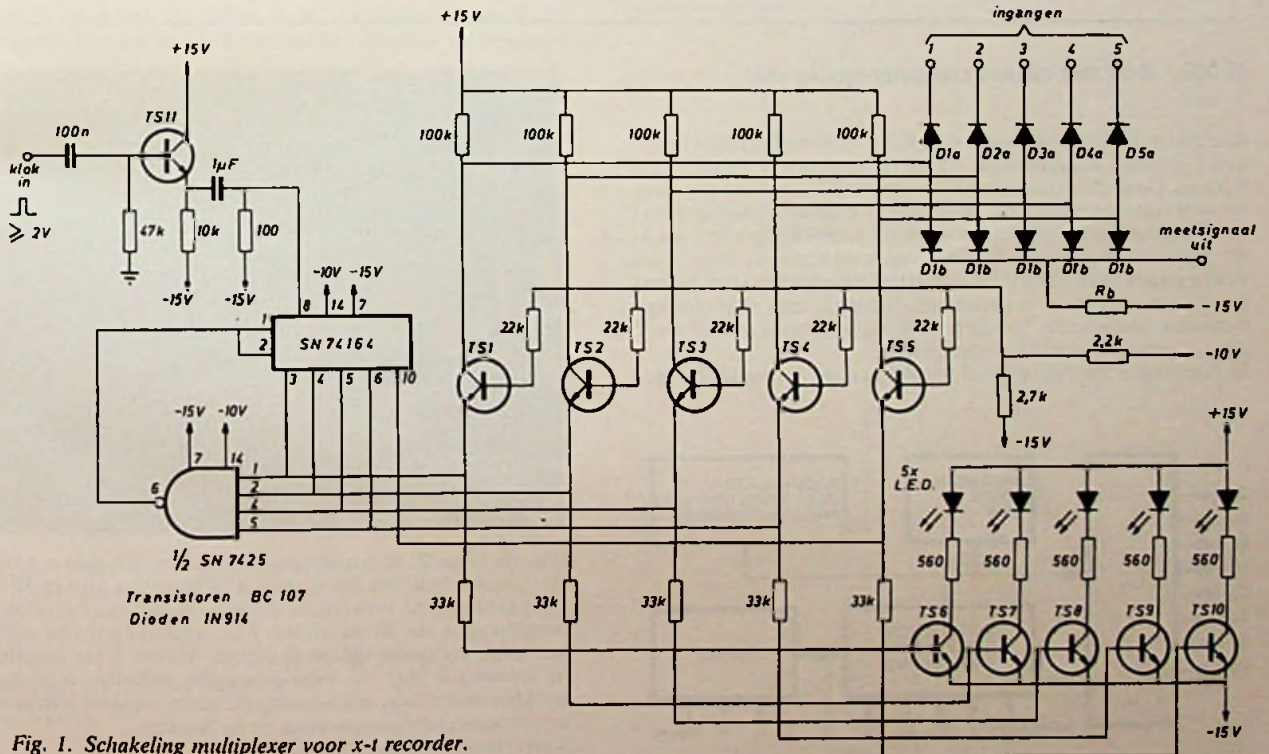 +15V
+15V
ingangen
1 2 3 4 5
TS11
100n
klok
in
≥ 2V
1µF
47k
10k
100
-15V
-15V
100k
100k
100k
100k
100k
D1a
D2a
D3a
D4a
D5a
meetsignaal
uit
D1b
D1b
D1b
D1b
D1b
Rb
-15V
2,2k
-10V
2,7k
-15V
-10V
-15V
8
14
7
1
2
SN 74164
3
4
5
6
10
22k
22k
22k
22k
22k
TS1
TS2
TS3
TS4
TS5
-15V
-10V
7
14
6
1
2
4
5
½ SN 7425
Transistoren BC 107
Dioden 1N914
33k
33k
33k
33k
33k
+15V
5x
L.E.D.
560
560
560
560
560
TS6
TS7
TS8
TS9
TS10
-15V
Fig. 1. Schakeling multiplexer voor x-t recorder.